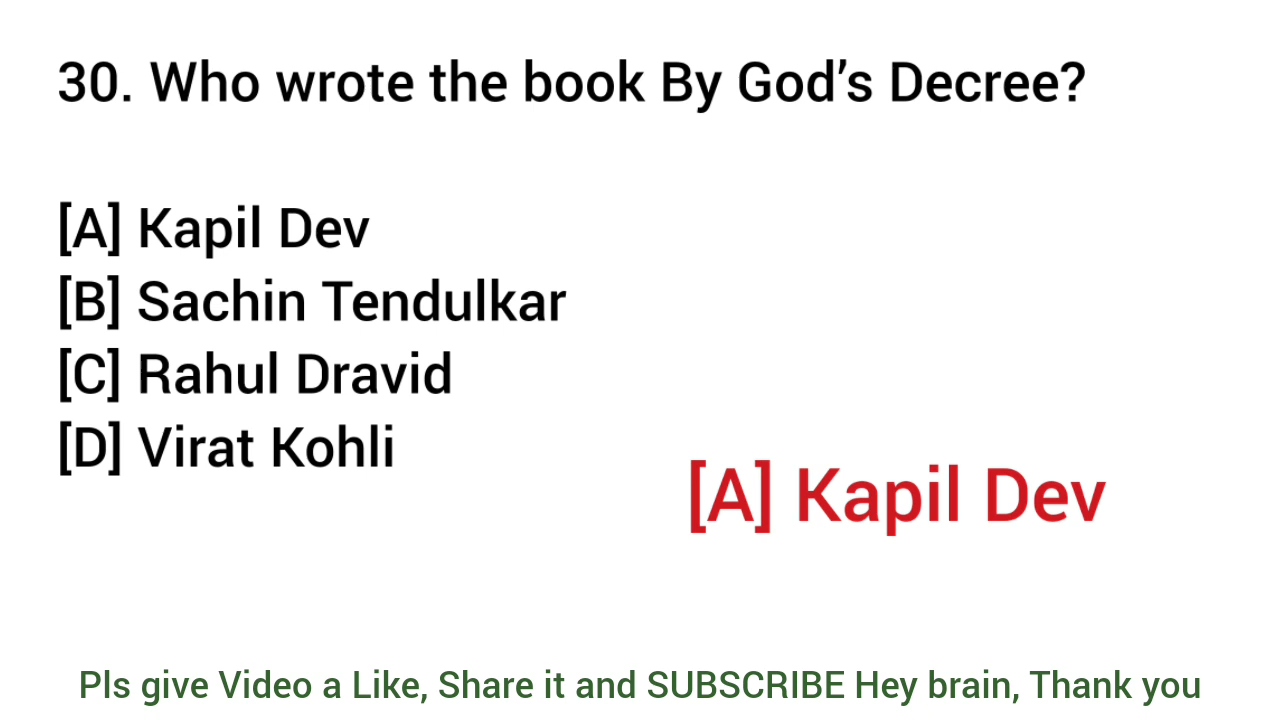 30. Who wrote the book By God’s Decree?
[A] Kapil Dev
[B] Sachin Tendulkar
[C] Rahul Dravid
[D] Virat Kohli
[A] Kapil Dev
Pls give Video a Like, Share it and SUBSCRIBE Hey brain, Thank you